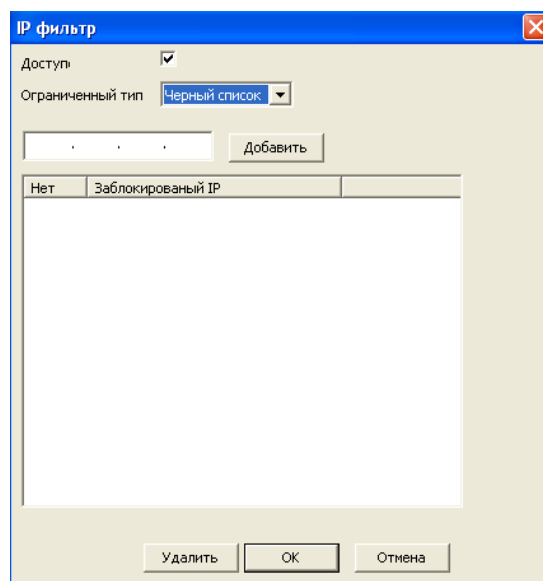 IP фильтр
Доступ
Ограниченный тип Черный список
. . . Добавить
Нет Заблокированый IP
Удалить OK Отмена